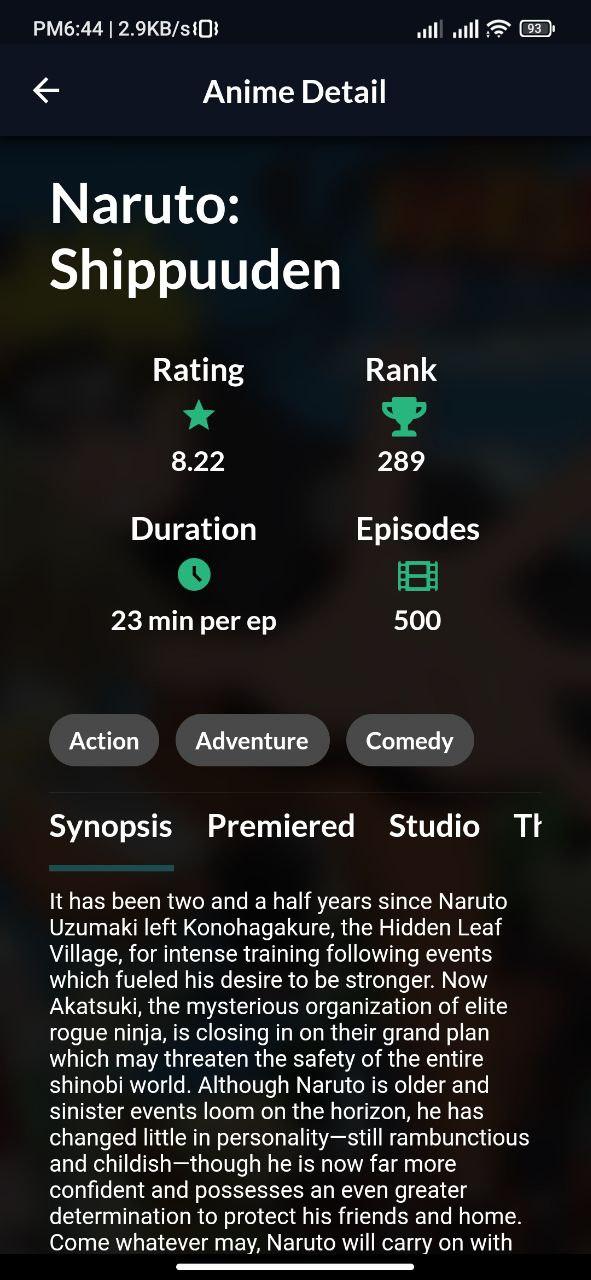 PM6:44 | 2.9KB/s
93
Anime Detail
Naruto:
Shippuuden
Rating
Rank
8.22
289
Duration
Episodes
23 min per ep
500
Action
Adventure
Comedy
Synopsis
Premiered
Studio
Th
It has been two and a half years since Naruto
Uzumaki left Konohagakure, the Hidden Leaf
Village, for intense training following events
which fueled his desire to be stronger. Now
Akatsuki, the mysterious organization of elite
rogue ninja, is closing in on their grand plan
which may threaten the safety of the entire
shinobi world. Although Naruto is older and
sinister events loom on the horizon, he has
changed little in personality—still rambunctious
and childish—though he is now far more
confident and possesses an even greater
determination to protect his friends and home.
Come whatever may, Naruto will carry on with